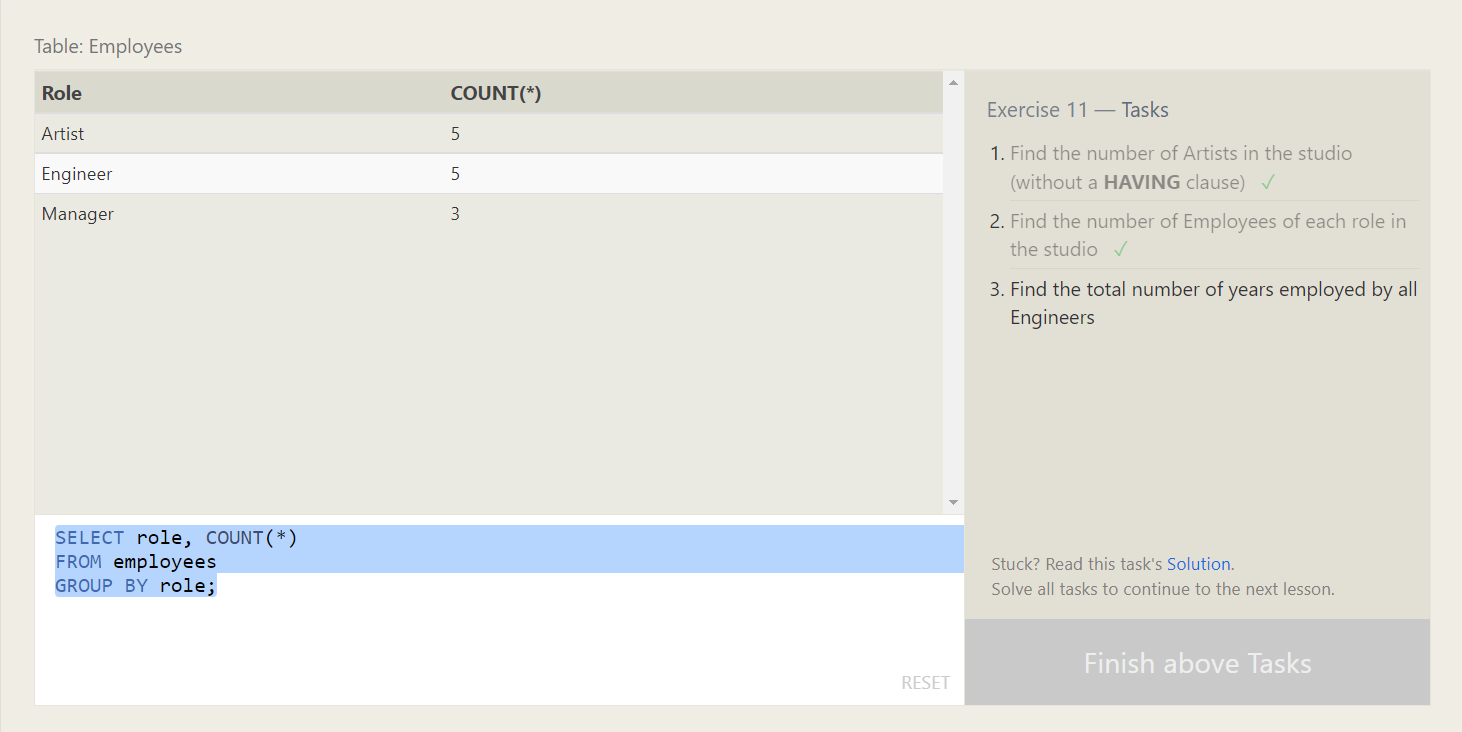 Table: Employees
Role COUNT(*)
Artist 5
Engineer 5
Manager 3
SELECT role, COUNT(*)
FROM employees
GROUP BY role;
RESET
Exercise 11 — Tasks
1. Find the number of Artists in the studio
(without a HAVING clause) ✓
2. Find the number of Employees of each role in
the studio ✓
3. Find the total number of years employed by all
Engineers
Stuck? Read this task's Solution.
Solve all tasks to continue to the next lesson.
Finish above Tasks